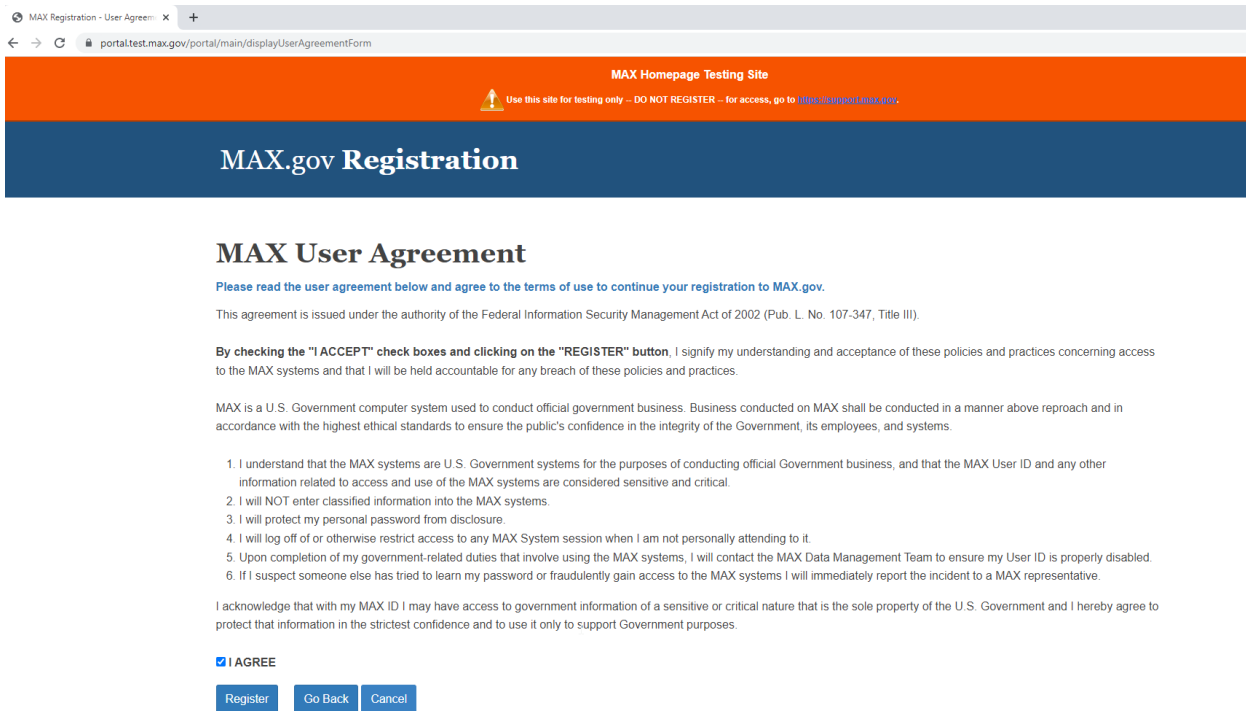 MAX Registration - User Agreem
portal.test.max.gov/portal/main/displayUserAgreementForm
MAX Homepage Testing Site
Use this site for testing only -- DO NOT REGISTER -- for access, go to https://support.max.gov.
MAX.gov Registration
MAX User Agreement
Please read the user agreement below and agree to the terms of use to continue your registration to MAX.gov.
This agreement is issued under the authority of the Federal Information Security Management Act of 2002 (Pub. L. No. 107-347, Title III).
By checking the "I ACCEPT" check boxes and clicking on the "REGISTER" button, I signify my understanding and acceptance of these policies and practices concerning access
to the MAX systems and that I will be held accountable for any breach of these policies and practices.
MAX is a U.S. Government computer system used to conduct official government business. Business conducted on MAX shall be conducted in a manner above reproach and in
accordance with the highest ethical standards to ensure the public's confidence in the integrity of the Government, its employees, and systems.
1. I understand that the MAX systems are U.S. Government systems for the purposes of conducting official Government business, and that the MAX User ID and any other
information related to access and use of the MAX systems are considered sensitive and critical.
2. I will NOT enter classified information into the MAX systems.
3. I will protect my personal password from disclosure.
4. I will log off of or otherwise restrict access to any MAX System session when I am not personally attending to it.
5. Upon completion of my government-related duties that involve using the MAX systems, I will contact the MAX Data Management Team to ensure my User ID is properly disabled.
6. If I suspect someone else has tried to learn my password or fraudulently gain access to the MAX systems I will immediately report the incident to a MAX representative.
I acknowledge that with my MAX ID I may have access to government information of a sensitive or critical nature that is the sole property of the U.S. Government and I hereby agree to
protect that information in the strictest confidence and to use it only to support Government purposes.
I AGREE
Register Go Back Cancel